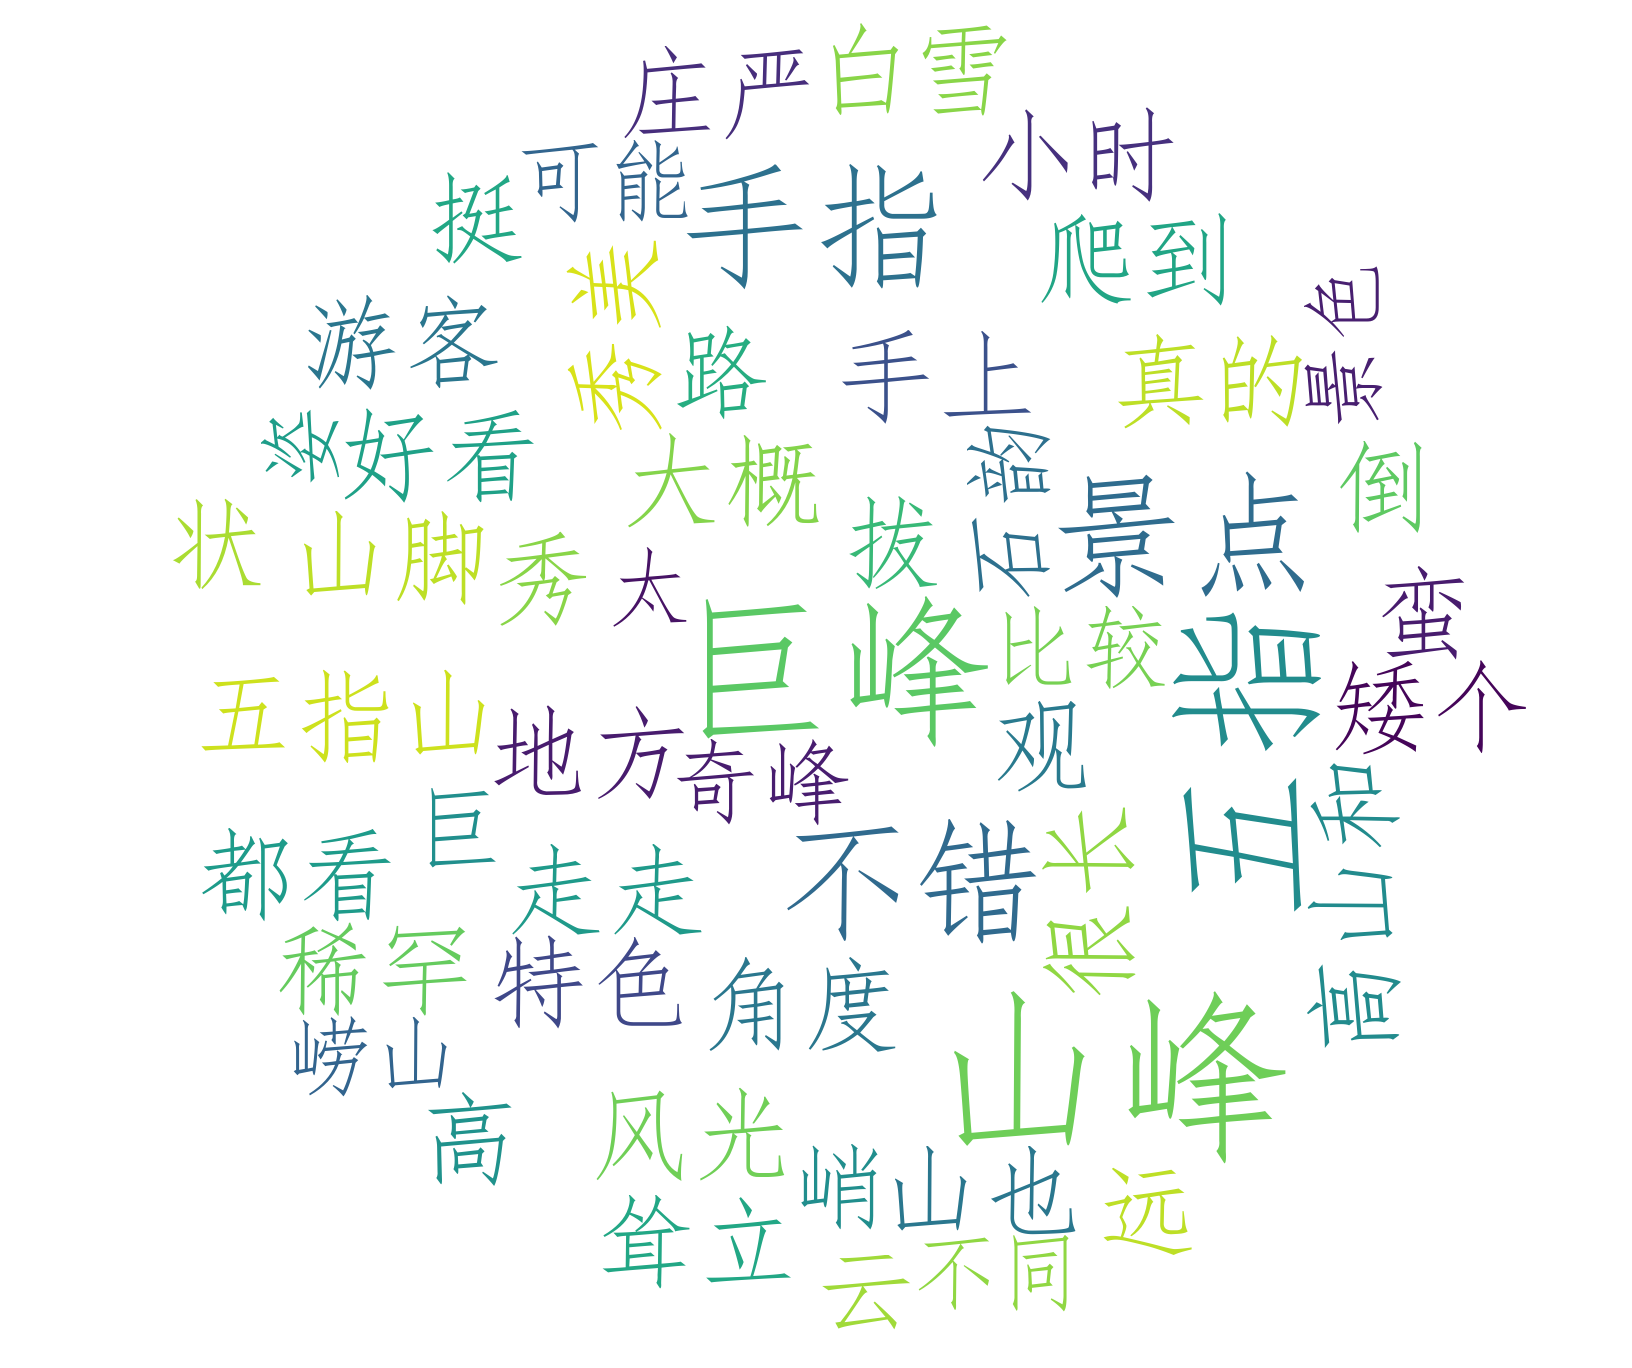 庄严
白雪
小时
可能
手指
挺
爬到
秀美
景色
游客
路
手上
真的
好看
姿
大概
石壁
景点
倒
状
山脚
秀
太
拔
蛮
巨峰
比较
五指
矮
个
五指山
地方
奇峰
观
山和
巨
都看
走走
不错
很长
稀罕
特色
角度
高
崂山
山峰
高
风光
峭
山也
远
耸立
云
不同